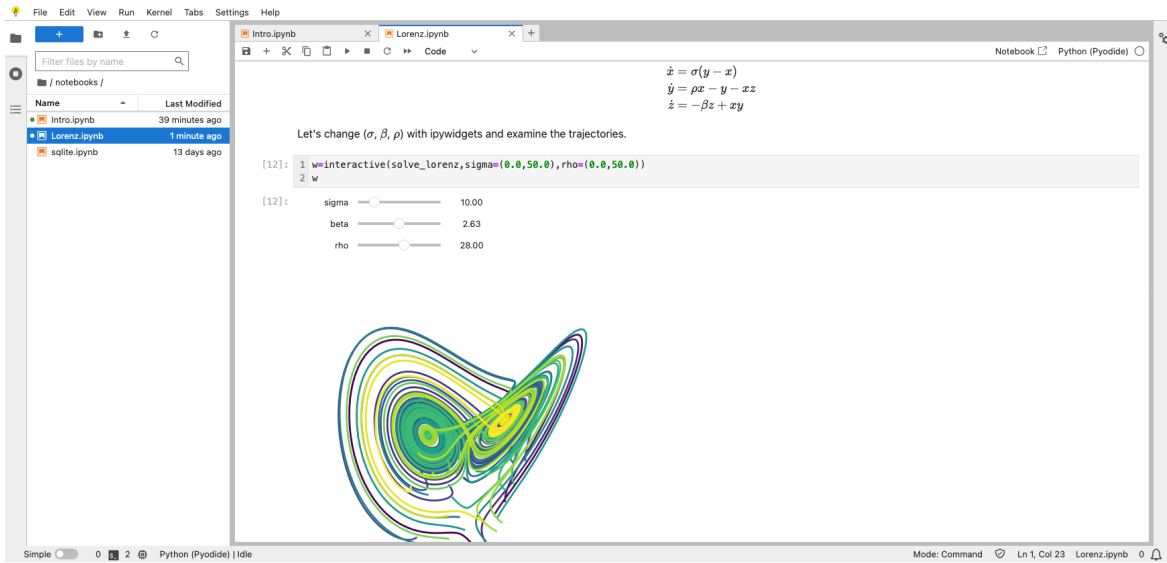 File Edit View Run Kernel Tabs Settings Help
+
Intro.ipynb × Lorenz.ipynb × +
Code
Notebook Python (Pyodide)
Filter files by name
/ notebooks /
Name Last Modified
Intro.ipynb 39 minutes ago
Lorenz.ipynb 1 minute ago
sqlite.ipynb 13 days ago
ẋ = σ(y − x)
ẏ = ρx − y − xz
ż = −βz + xy
Let's change (σ, β, ρ) with ipywidgets and examine the trajectories.
[12]: 1 w=interactive(solve_lorenz,sigma=(0.0,50.0),rho=(0.0,50.0))
2 w
[12]: sigma 10.00
beta 2.63
rho 28.00
Simple 0 2 Python (Pyodide) | Idle Mode: Command Ln 1, Col 23 Lorenz.ipynb 0